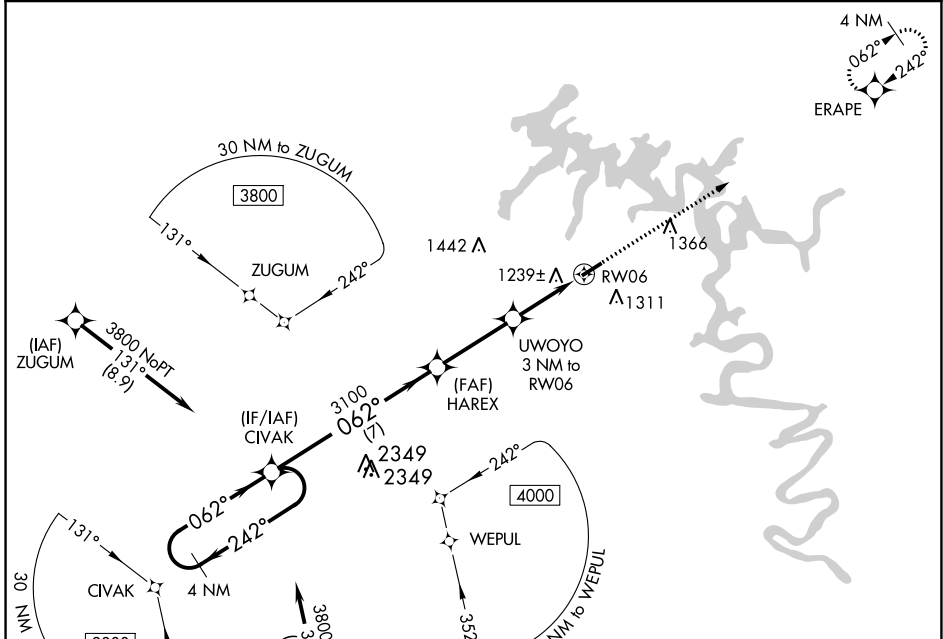 4 NM
062°
242°
ERAPE
30 NM to ZUGUM
3800
131°
242°
ZUGUM
1442
1366
1239±
RW06
1311
(IAF)
ZUGUM
3800 NoPT
131°
(8.9)
UWOYO
3 NM to
RW06
(FAF)
HAREX
3100
062°
(7)
(IF/IAF)
CIVAK
2349
2349
062°
242°
4 NM
242°
4000
WEPUL
NM to WEPUL
352
131°
CIVAK
30 NM
3800